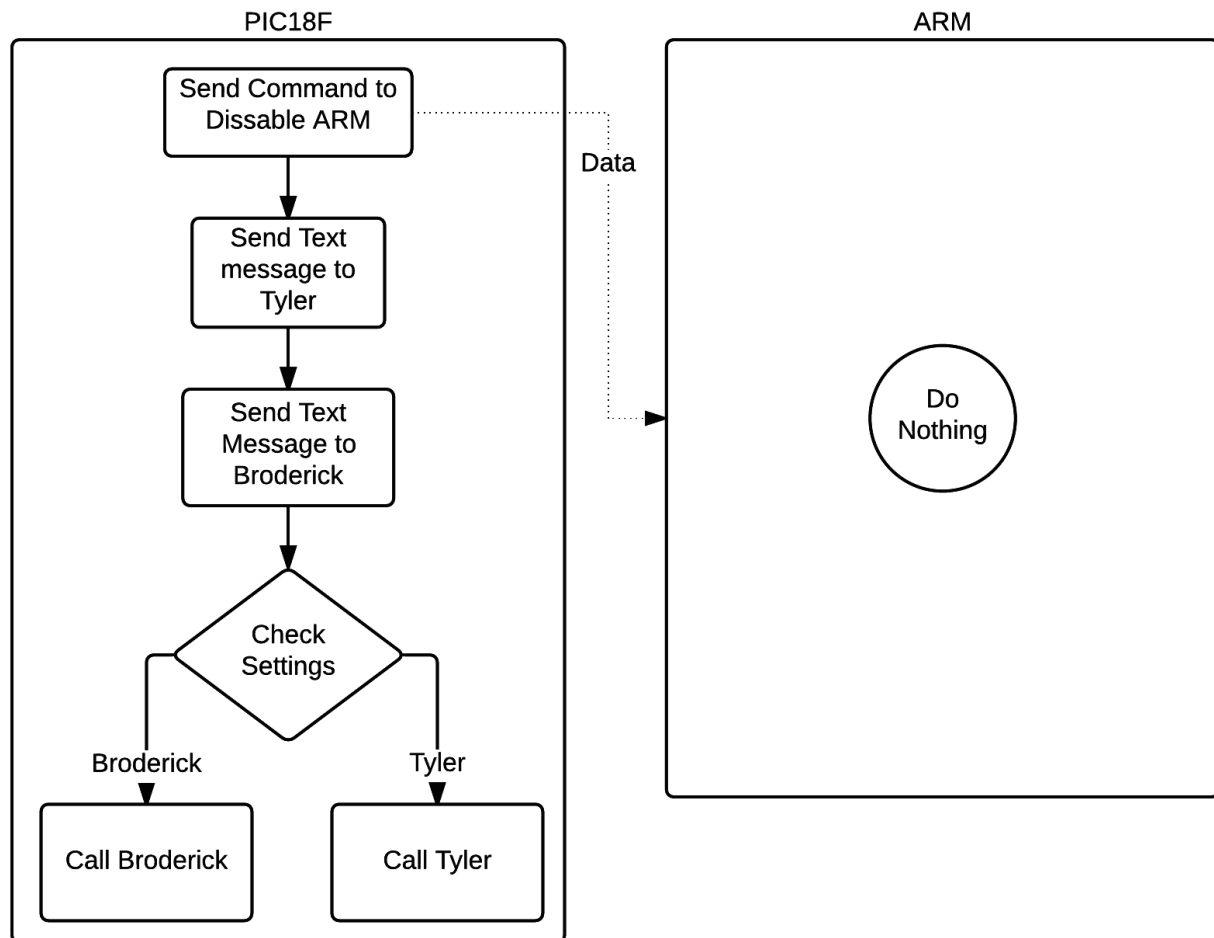 PIC18F
ARM
Send Command to
Dissable ARM
Data
Send Text
message to
Tyler
Send Text
Message to
Broderick
Do
Nothing
Check
Settings
Broderick
Tyler
Call Broderick
Call Tyler